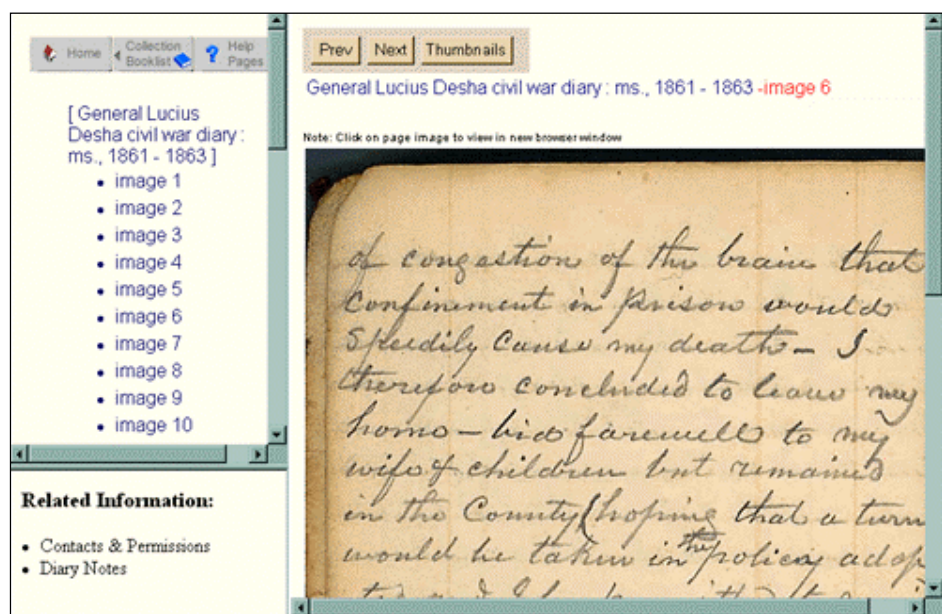 Home
Collection
Booklist
Help
Pages
[ General Lucius
Desha civil war diary :
ms., 1861 - 1863 ]
• image 1
• image 2
• image 3
• image 4
• image 5
• image 6
• image 7
• image 8
• image 9
• image 10
Related Information:
• Contacts & Permissions
• Diary Notes
Prev Next Thumbnails
General Lucius Desha civil war diary : ms., 1861 - 1863 -image 6
Note: Click on page image to view in new browser window
of congestion of the brain that
confinement in prison would
speedily cause my death – I
therefore concluded to leave my
home – bid farewell to my
wife & children but remained
in the County (hoping that a turn
would be taken in the policy adop